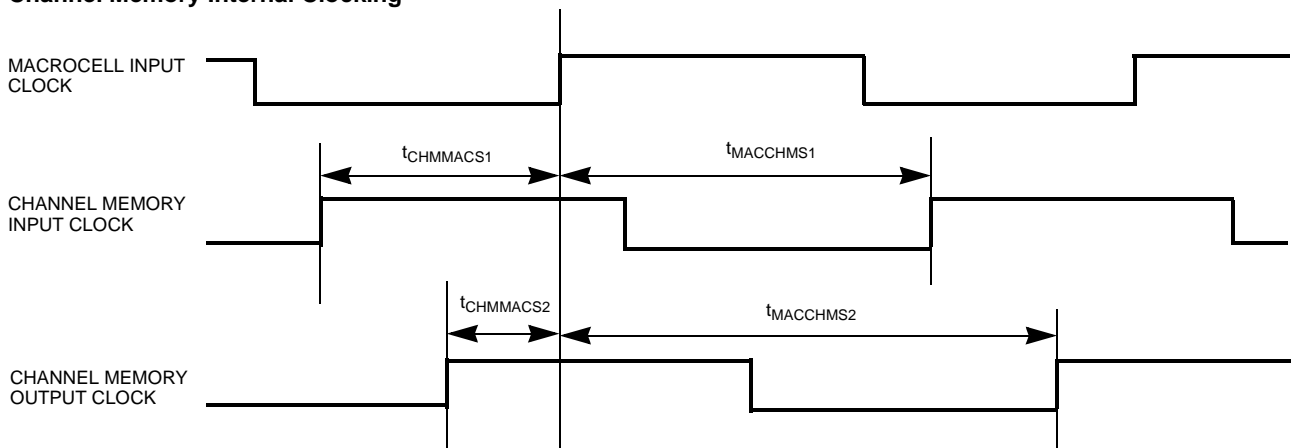 Channel Memory Internal Clocking
MACROCELL INPUT
CLOCK
tCHMMACS1
tMACCHMS1
CHANNEL MEMORY
INPUT CLOCK
tCHMMACS2
tMACCHMS2
CHANNEL MEMORY
OUTPUT CLOCK